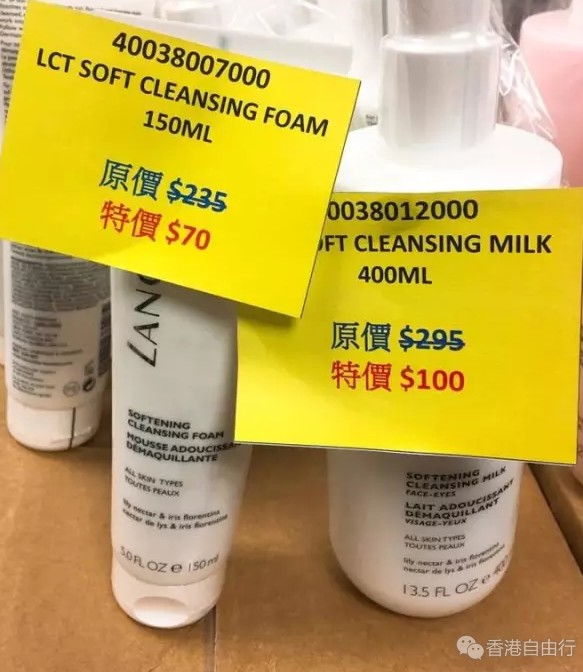 40038007000
LCT SOFT CLEANSING FOAM
150ML
原價 $235
特價 $70
0038012000
OFT CLEANSING MILK
400ML
原價 $295
特價 $100
LANC
SOFTENING
CLEANSING FOAM
MOUSSE ADOUCISSANT
DÉMAQUILLANTE
ALL SKIN TYPES
TOUTES PEAUX
lily nectar & iris florentina
nectar de lys & iris florentina
5.0 FL OZ e 150 ml
SOFTENING
CLEANSING MILK
FACE-EYES
LAIT ADOUCISSANT
DÉMAQUILLANT
VISAGE-YEUX
ALL SKIN TYPES
TOUTES PEAUX
lily nectar & iris florentina
nectar de lys & iris florentina
13.5 FL OZ e 400
香港自由行